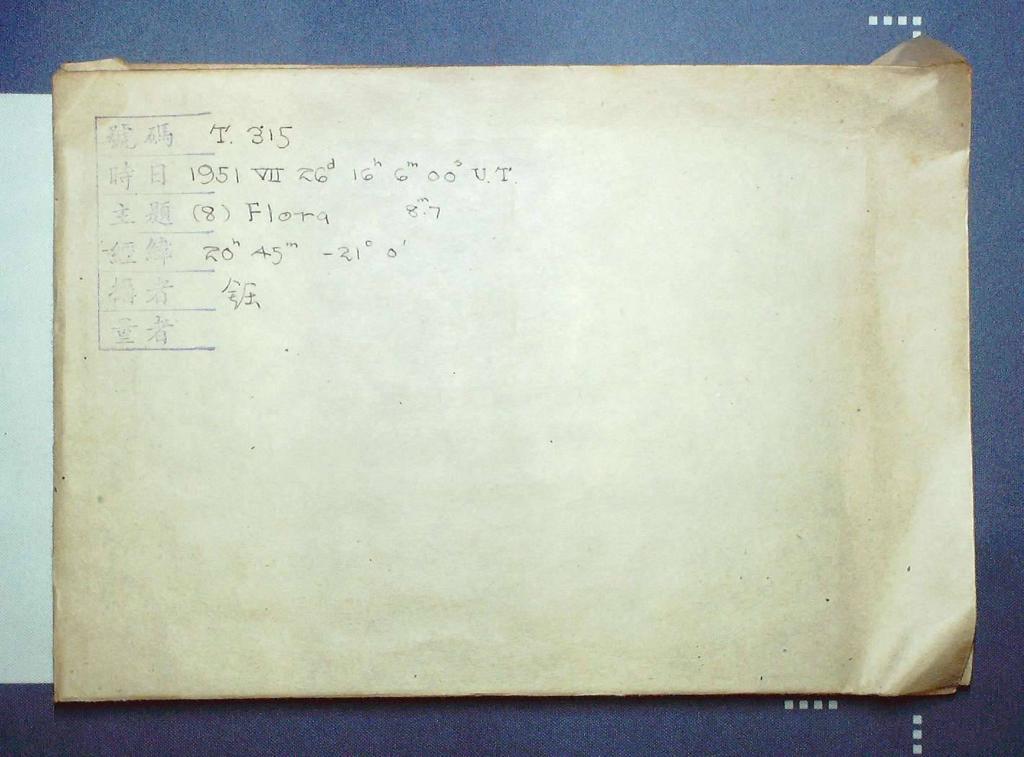 號碼 T. 315
時日 1951 VII 26ᵈ 16ʰ 6ᵐ 00ˢ U.T.
主題 (8) Flora 8ᵐ.7
經緯 20ʰ 45ᵐ -21° 0'
攝者
量者